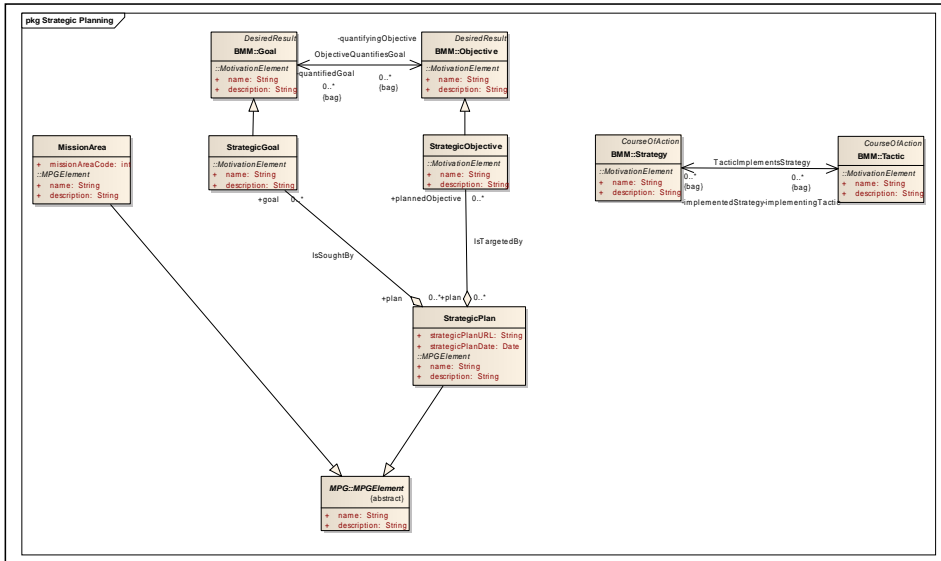 pkg Strategic Planning
DesiredResult
BMM::Goal
::MotivationElement
+ name: String
+ description: String
-quantifyingObjective
ObjectiveQuantifiesGoal
-quantifiedGoal
0..*
{bag}
0..*
{bag}
DesiredResult
BMM::Objective
::MotivationElement
+ name: String
+ description: String
MissionArea
+ missionAreaCode: int
::MPGElement
+ name: String
+ description: String
StrategicGoal
::MotivationElement
+ name: String
+ description: String
StrategicObjective
::MotivationElement
+ name: String
+ description: String
CourseOfAction
BMM::Strategy
::MotivationElement
+ name: String
+ description: String
TacticImplementsStrategy
0..*
{bag}
0..*
{bag}
-implementedStrategy
-implementingTactic
CourseOfAction
BMM::Tactic
::MotivationElement
+ name: String
+ description: String
+goal 0..*
+plannedObjective 0..*
IsSoughtBy
IsTargetedBy
+plan 0..*
+plan 0..*
StrategicPlan
+ strategicPlanURL: String
+ strategicPlanDate: Date
::MPGElement
+ name: String
+ description: String
MPG::MPGElement
{abstract}
+ name: String
+ description: String